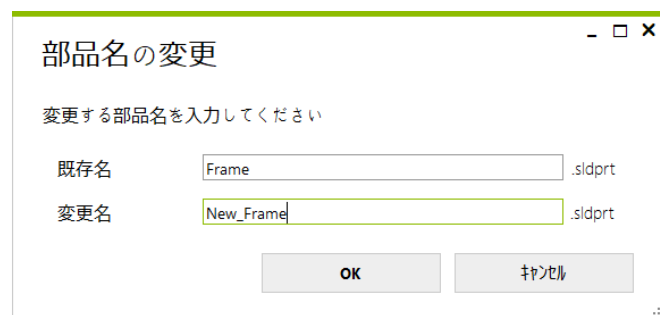 部品名の変更
変更する部品名を入力してください
既存名 Frame .sldprt
変更名 New_Frame .sldprt
OK ｷｬﾝｾﾙ